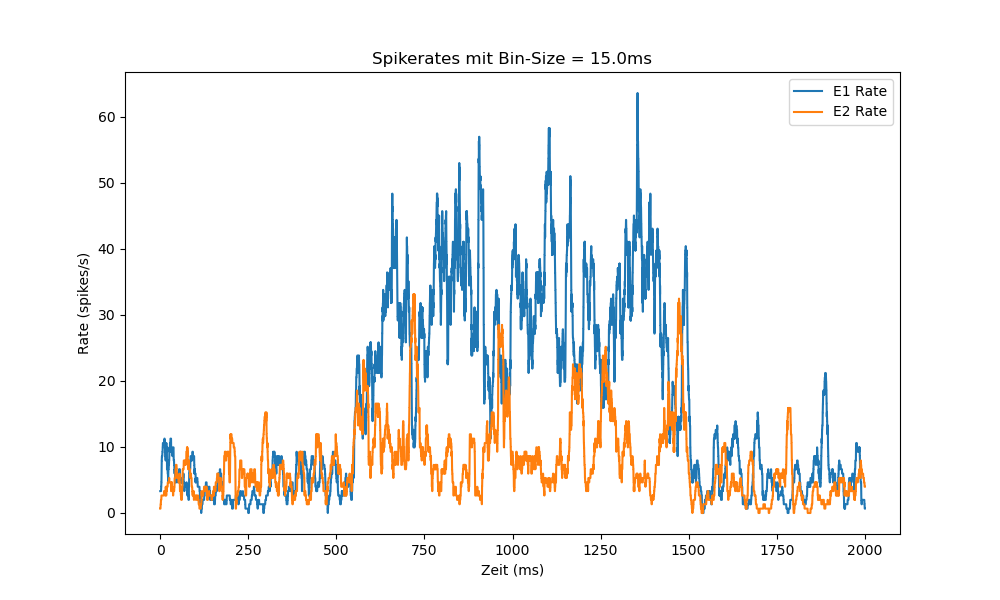 Spikerates mit Bin-Size = 15.0ms
E1 Rate
E2 Rate
Rate (spikes/s)
60
50
40
30
20
10
0
0 250 500 750 1000 1250 1500 1750 2000
Zeit (ms)